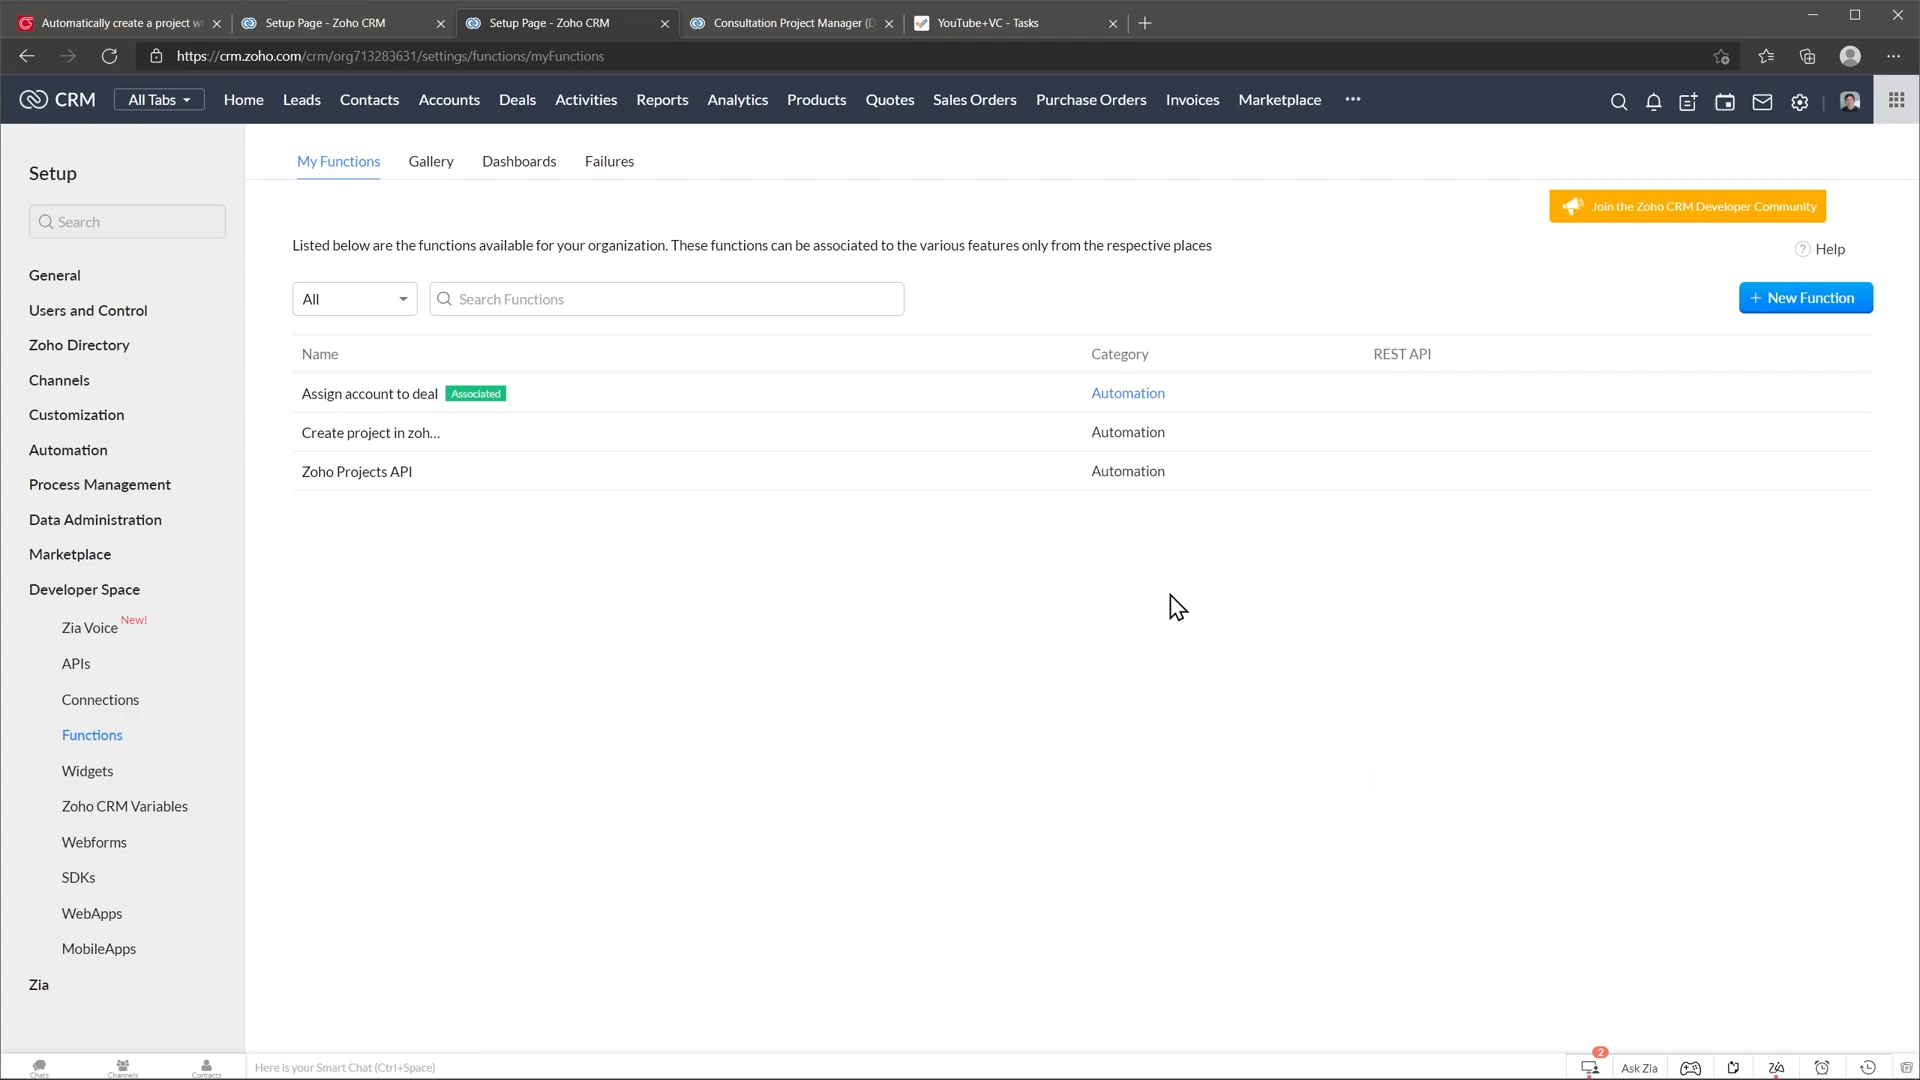 Automatically create a project w
Setup Page - Zoho CRM
Setup Page - Zoho CRM
Consultation Project Manager (D
YouTube+VC - Tasks
https://crm.zoho.com/crm/org713283631/settings/functions/myFunctions
CRM
All Tabs
Home
Leads
Contacts
Accounts
Deals
Activities
Reports
Analytics
Products
Quotes
Sales Orders
Purchase Orders
Invoices
Marketplace
Setup
Search
General
Users and Control
Zoho Directory
Channels
Customization
Automation
Process Management
Data Administration
Marketplace
Developer Space
Zia Voice New!
APIs
Connections
Functions
Widgets
Zoho CRM Variables
Webforms
SDKs
WebApps
MobileApps
Zia
My Functions
Gallery
Dashboards
Failures
Join the Zoho CRM Developer Community
Listed below are the functions available for your organization. These functions can be associated to the various features only from the respective places
? Help
All
Search Functions
+ New Function
Name
Category
REST API
Assign account to deal
Associated
Automation
Create project in zoh...
Automation
Zoho Projects API
Automation
Chats
Channels
Contacts
Here is your Smart Chat (Ctrl+Space)
2
Ask Zia